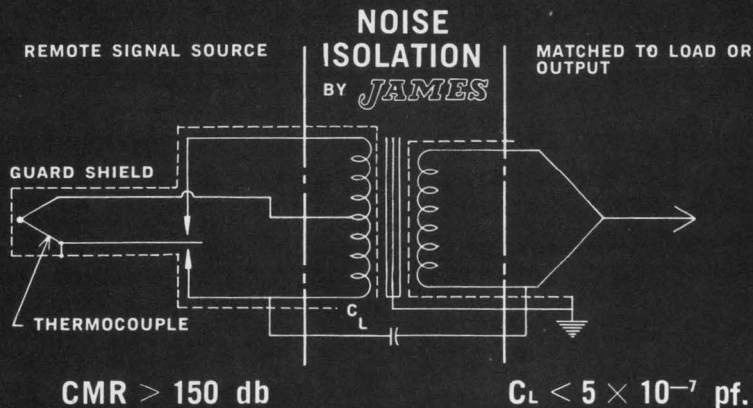 NOISE
ISOLATION
BY JAMES
REMOTE SIGNAL SOURCE
MATCHED TO LOAD OR
OUTPUT
GUARD SHIELD
THERMOCOUPLE
CL
CMR > 150 db
CL < 5 × 10⁻⁷ pf.